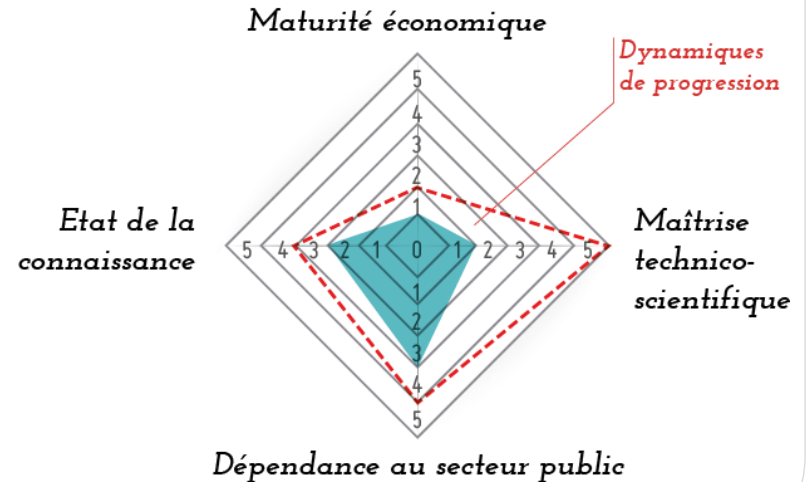 Maturité économique
Dynamiques
de progression
5
4
3
2
1
Etat de la
connaissance
5 4 3 2 1 0 1 2 3 4 5
Maîtrise
technico-
scientifique
1
2
3
4
5
Dépendance au secteur public